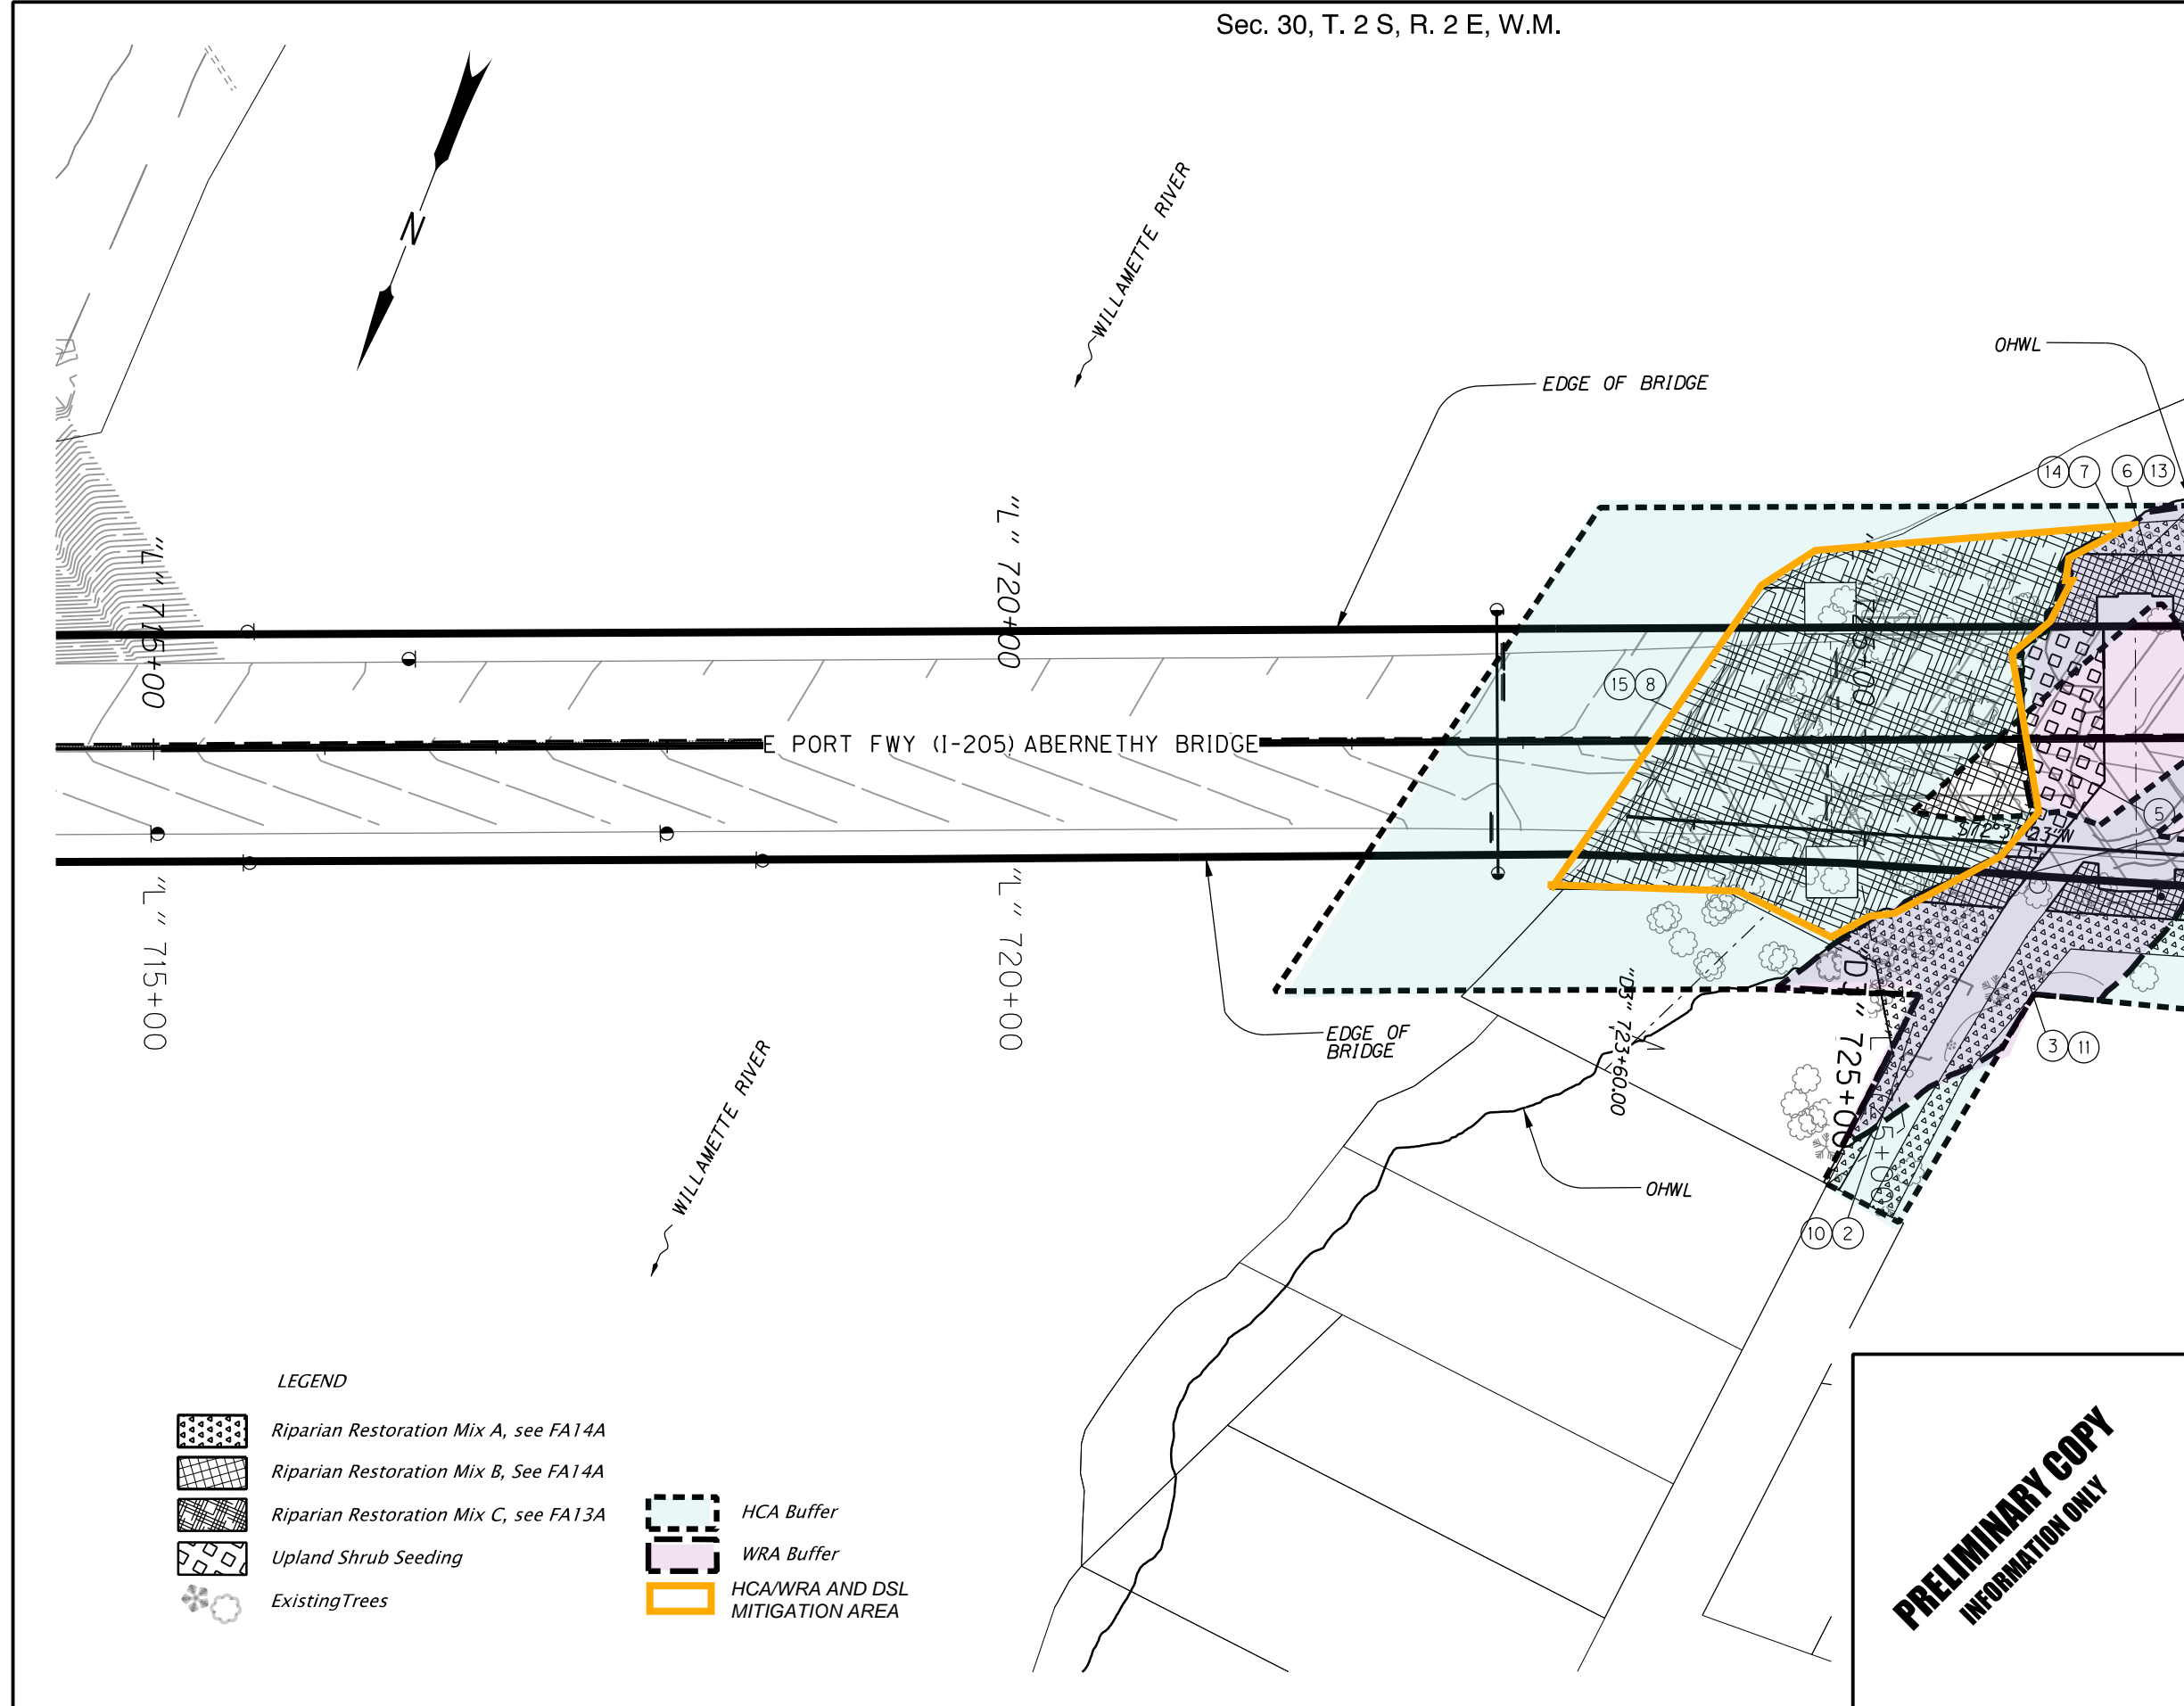 Sec. 30, T. 2 S, R. 2 E, W.M.
N
WILLAMETTE RIVER
OHWL
EDGE OF BRIDGE
14 7 6 13
"L" 715+00
"L" 720+00
15 8
E PORT FWY (I-205) ABERNETHY BRIDGE
5
"L" 715+00
"L" 720+00
EDGE OF
BRIDGE
"D3" 723+60.00
725+00
3 11
WILLAMETTE RIVER
OHWL
10 2
LEGEND
Riparian Restoration Mix A, see FA14A
Riparian Restoration Mix B, See FA14A
Riparian Restoration Mix C, see FA13A
Upland Shrub Seeding
ExistingTrees
HCA Buffer
WRA Buffer
HCA/WRA AND DSL
MITIGATION AREA
PRELIMINARY COPY
INFORMATION ONLY